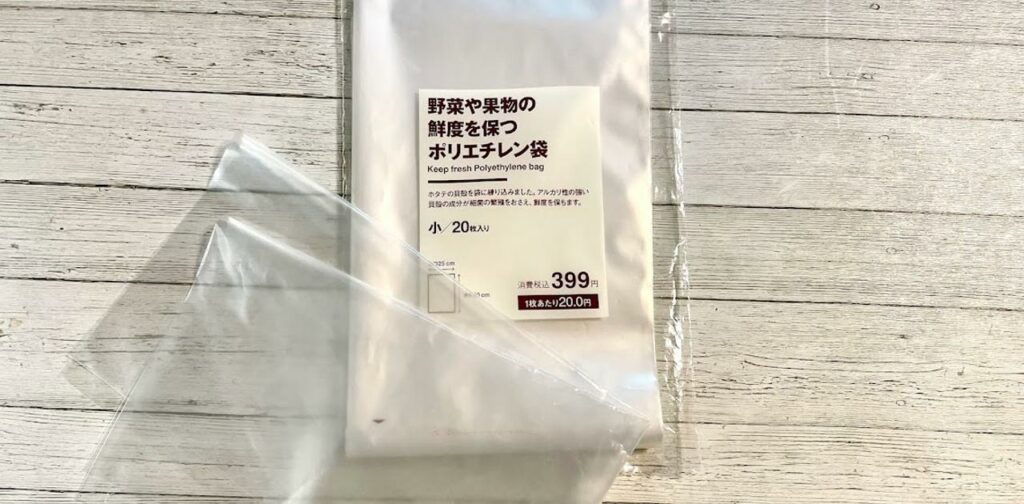 野菜や果物の
鮮度を保つ
ポリエチレン袋
Keep fresh Polyethylene bag
ホタテの貝殻を袋に練り込みました。アルカリ性の強い
貝殻の成分が細菌の繁殖をおさえ、鮮度を保ちます。
小／20枚入り
25 cm
cm
消費税込399円
1枚あたり20.0円